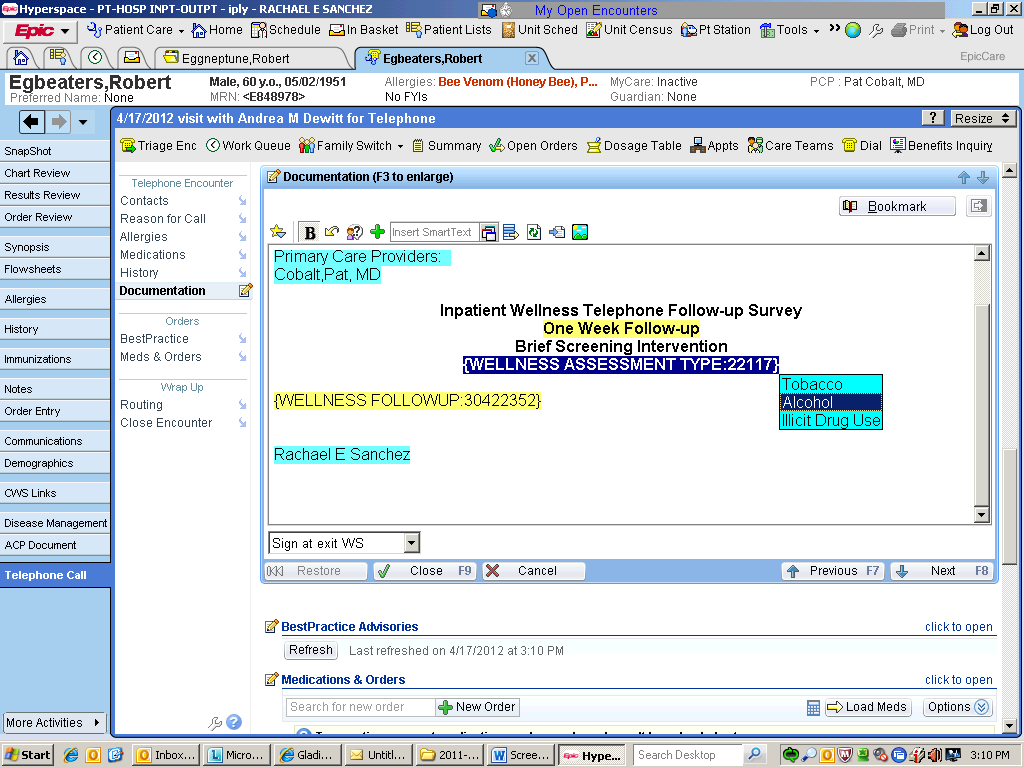 Hyperspace - PT-HOSP INPT-OUTPT - iply - RACHAEL E SANCHEZ
My Open Encounters
Epic Patient Care Home Schedule In Basket Patient Lists Unit Sched Unit Census Pt Station Tools » Print Log Out
Eggneptune,Robert Egbeaters,Robert EpicCare
Egbeaters,Robert Male, 60 y.o., 05/02/1951 Allergies: Bee Venom (Honey Bee), P... MyCare: Inactive PCP : Pat Cobalt, MD
Preferred Name: None MRN: <E848978> No FYIs Guardian: None
4/17/2012 visit with Andrea M Dewitt for Telephone ? Resize
Triage Enc Work Queue Family Switch Summary Open Orders Dosage Table Appts Care Teams Dial Benefits Inquiry
SnapShot
Chart Review
Results Review
Order Review
Synopsis
Flowsheets
Allergies
History
Immunizations
Notes
Order Entry
Communications
Demographics
CWS Links
Disease Management
ACP Document
Telephone Call
More Activities
Telephone Encounter
Contacts
Reason for Call
Allergies
Medications
History
Documentation
Orders
BestPractice
Meds & Orders
Wrap Up
Routing
Close Encounter
Documentation (F3 to enlarge)
Bookmark
B Insert SmartText
Primary Care Providers:
Cobalt,Pat, MD
Inpatient Wellness Telephone Follow-up Survey
One Week Follow-up
Brief Screening Intervention
{WELLNESS ASSESSMENT TYPE:22117}
Tobacco
Alcohol
Illicit Drug Use
{WELLNESS FOLLOWUP:30422352}
Rachael E Sanchez
Sign at exit WS
Restore Close F9 Cancel Previous F7 Next F8
BestPractice Advisories click to open
Refresh Last refreshed on 4/17/2012 at 3:10 PM
Medications & Orders click to open
Search for new order New Order Load Meds Options
Start Inbox... Micro... Gladi... Untitl... 2011-... Scree... Hype... Search Desktop 3:10 PM